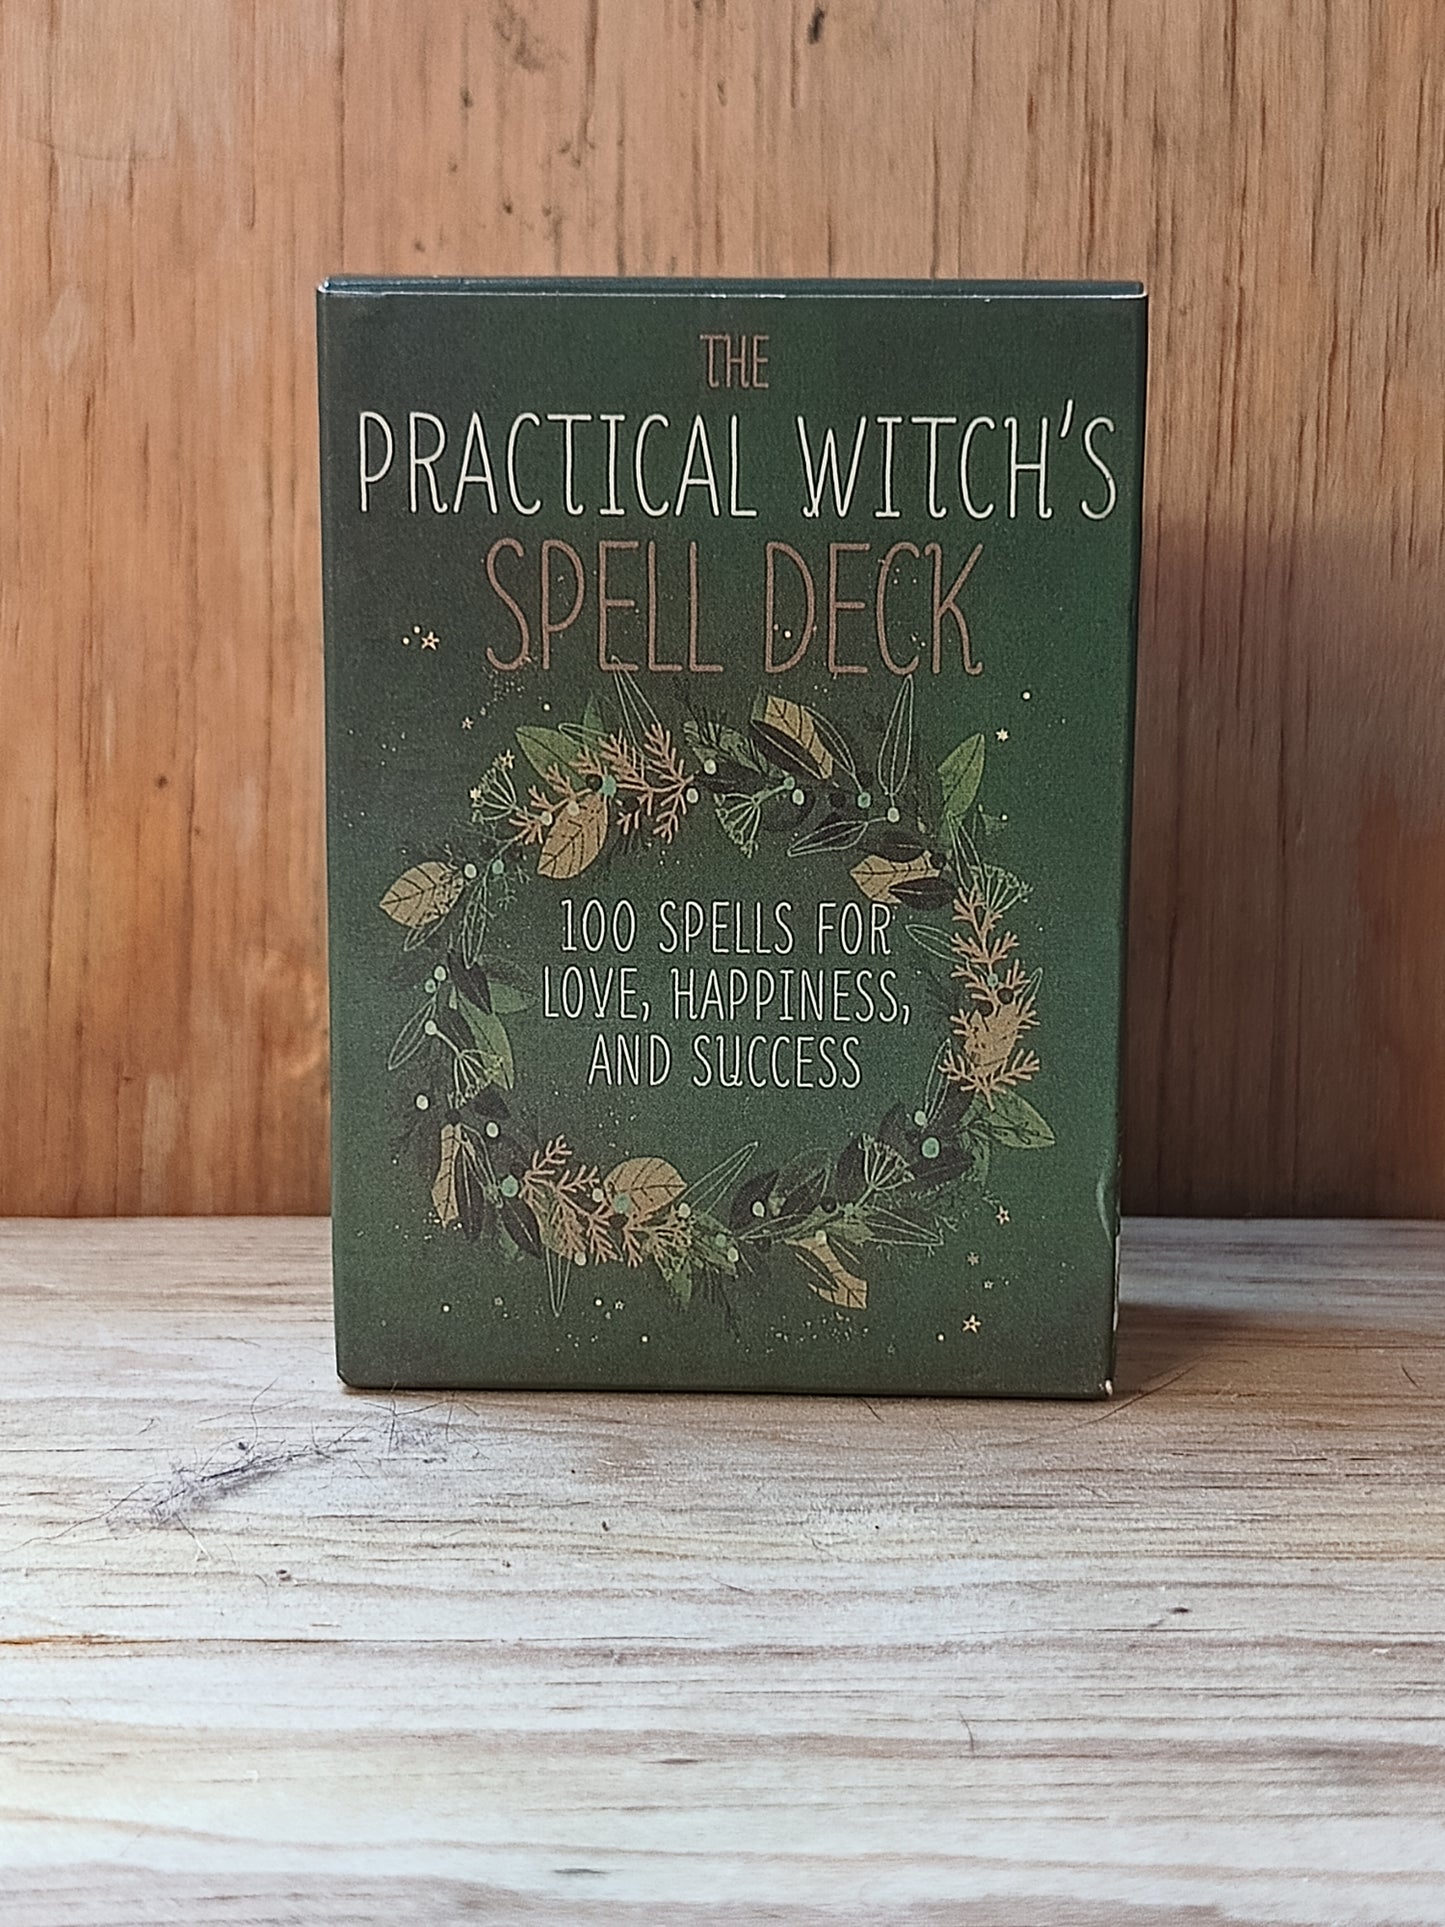 THE
PRACTICAL WITCH'S
SPELL DECK
100 SPELLS FOR
LOVE, HAPPINESS,
AND SUCCESS